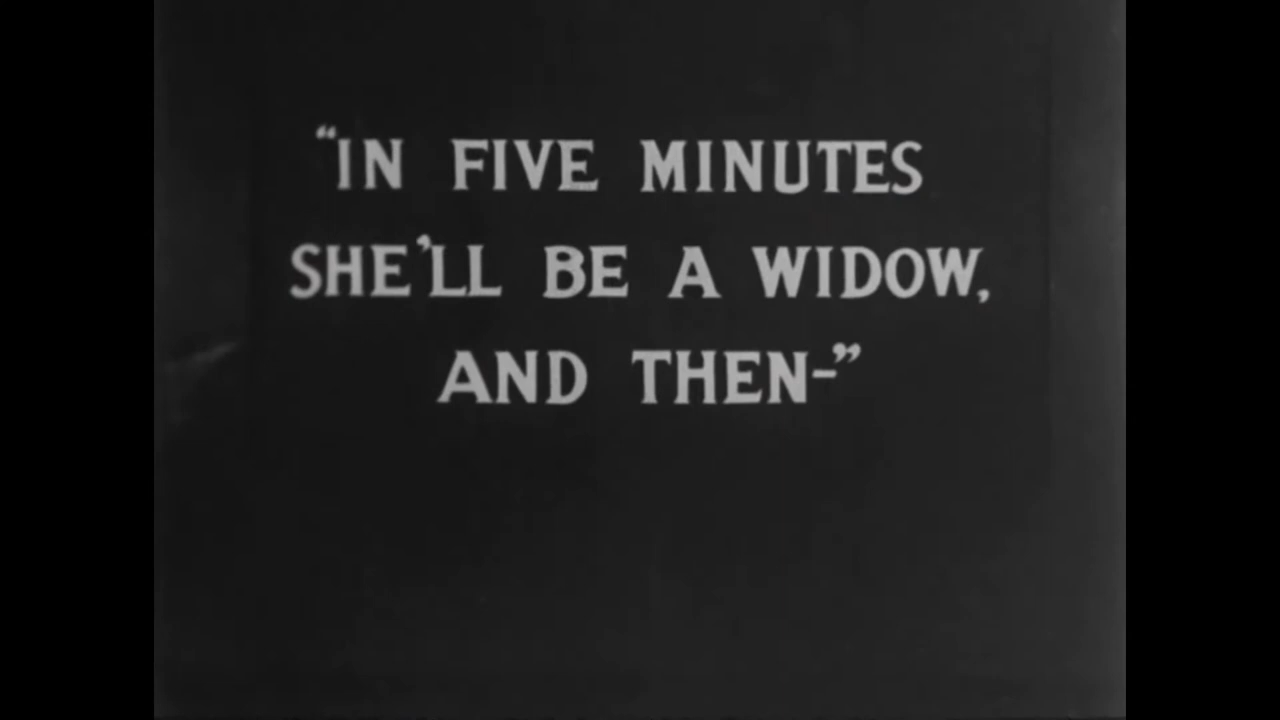 “IN FIVE MINUTES
SHE’LL BE A WIDOW,
AND THEN–”